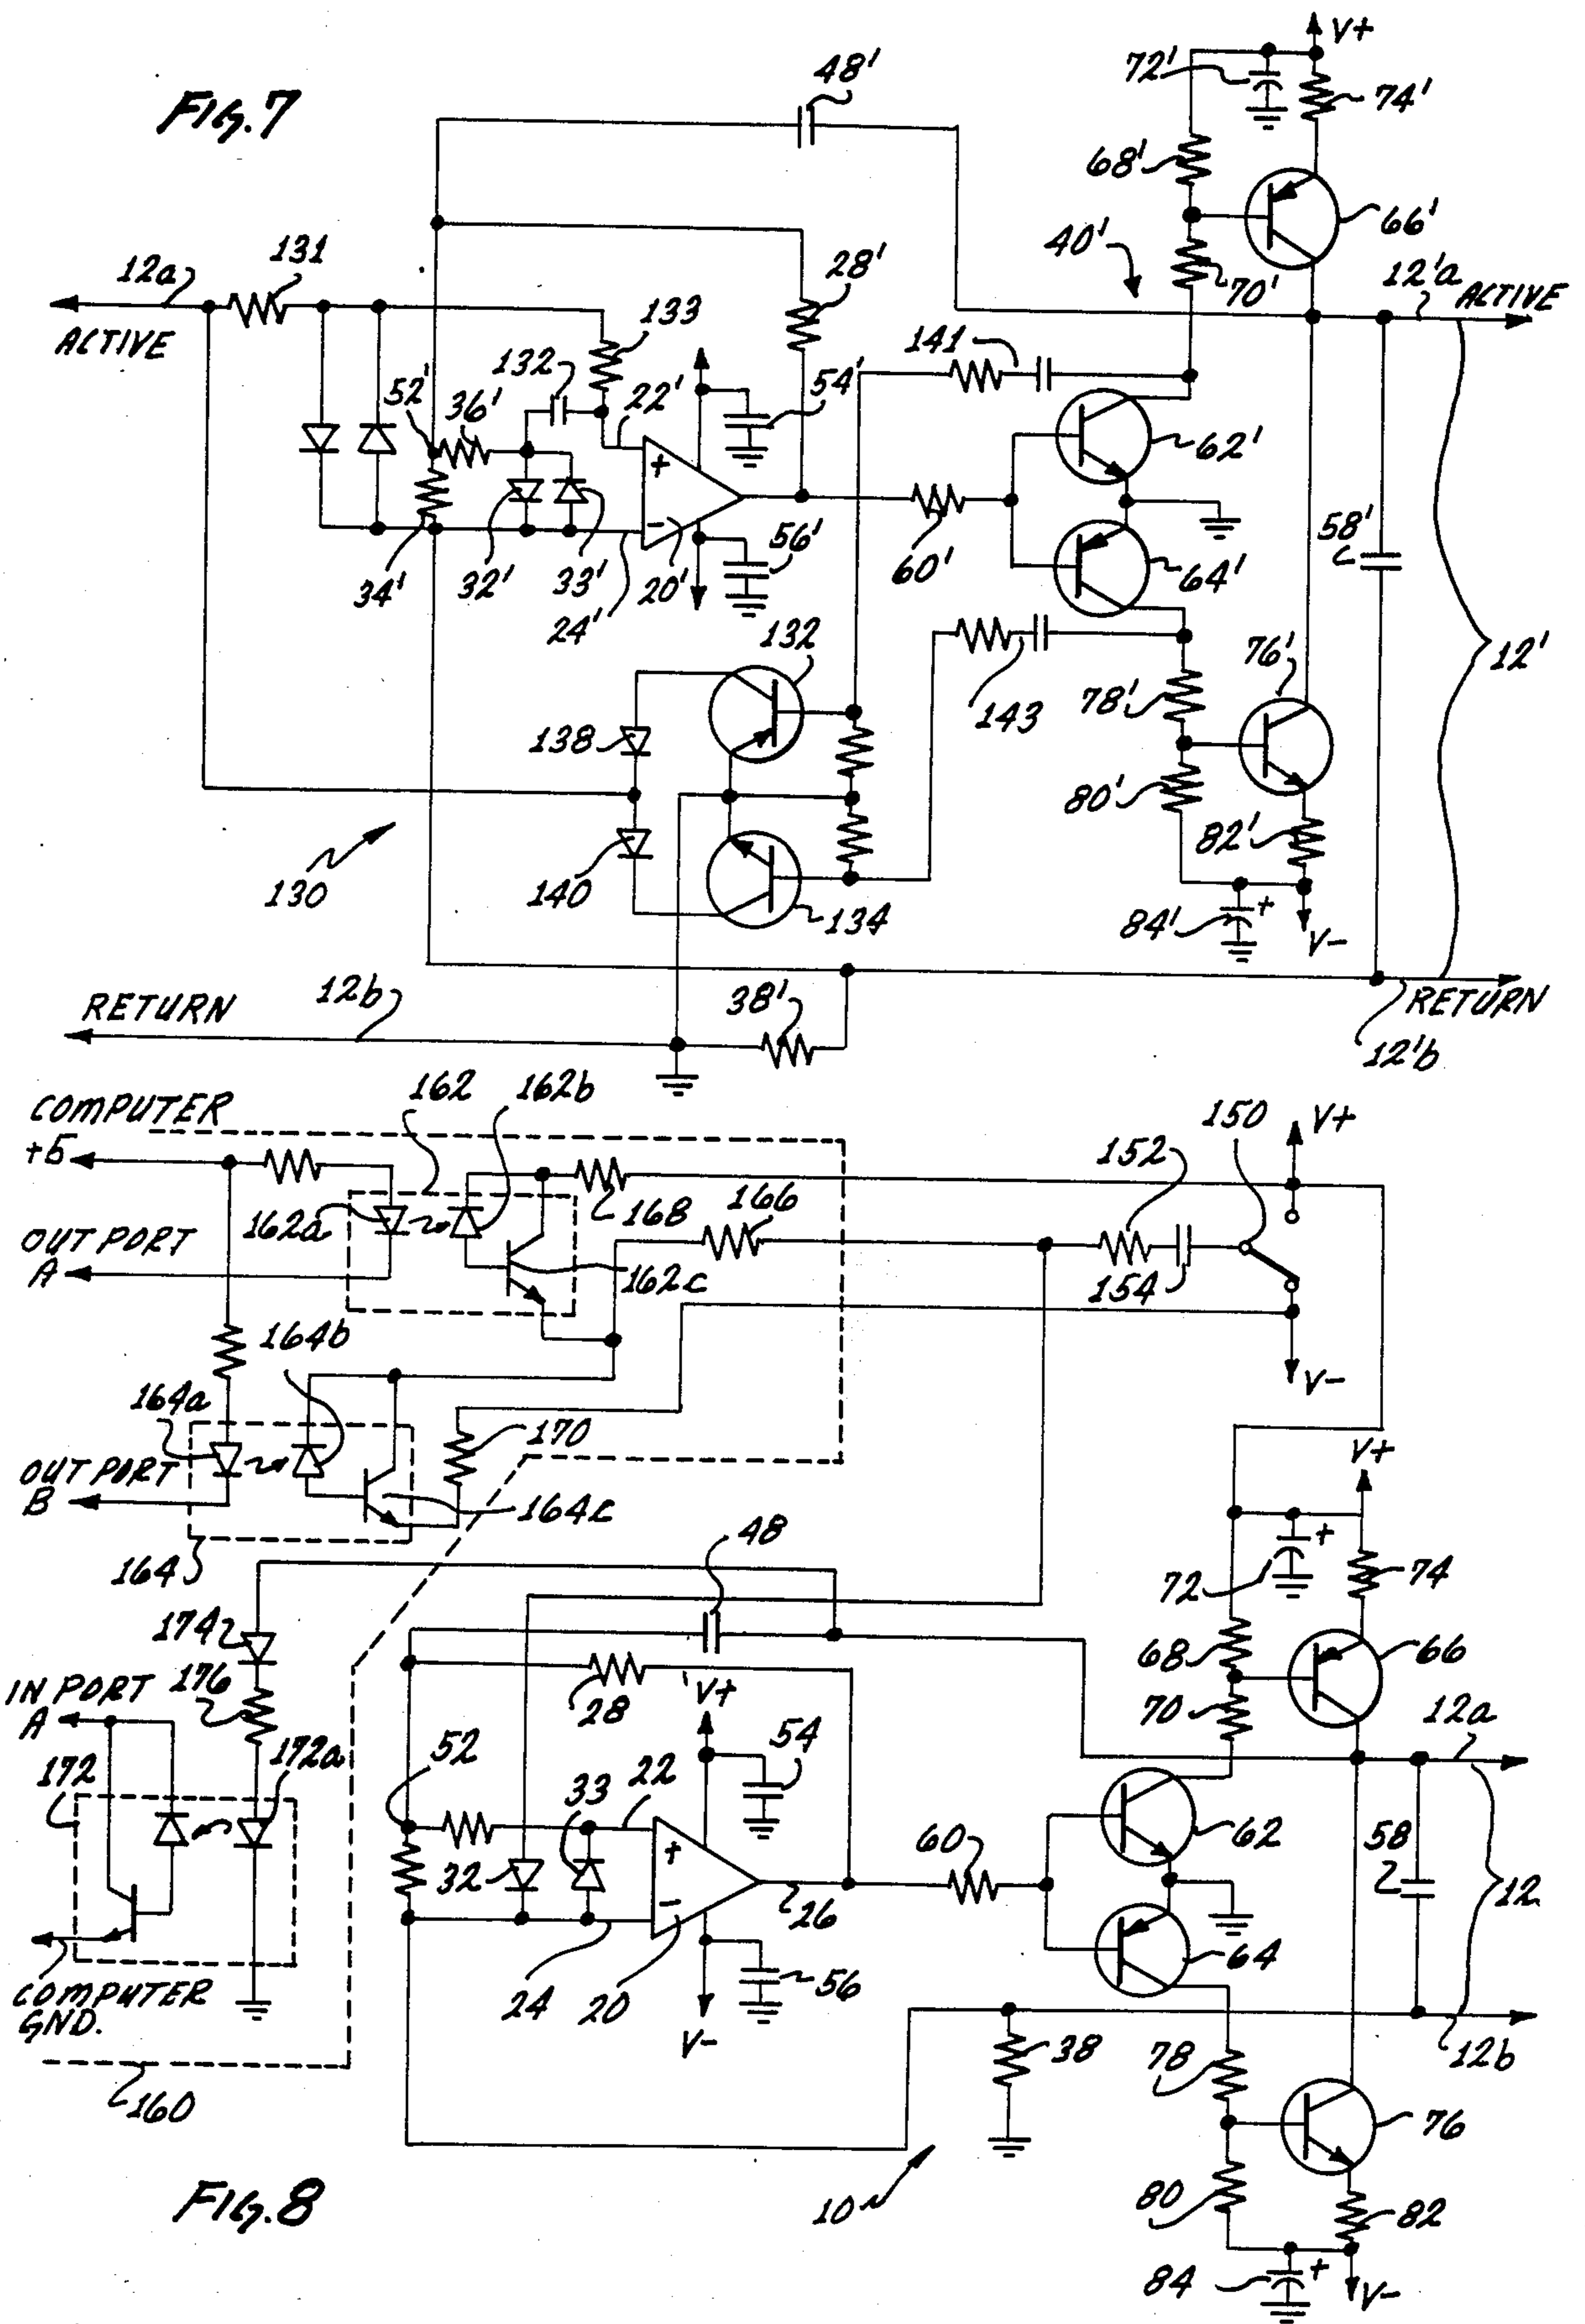 FIG.7
48'
V+
72'
74'
68'
66'
40'
70'
12'a
ACTIVE
12a
131
ACTIVE
28'
133
132
52'
36'
22'
54'
141
62'
+
-
60'
64'
34'
32'
33'
20'
56'
24'
58'
12'
132
143
78'
76'
138
80'
82'
130
140
134
84'
+
V-
RETURN
12b
38'
RETURN
12'b
COMPUTER
162
162b
+5
152
150
V+
162a
168
166
OUT PORT
A
162c
154
164b
V-
164a
170
OUT PORT
B
164c
V+
164
48
72
+
74
174
68
66
IN PORT
A
176
28
V+
70
12a
52
172a
172
22
54
33
62
58
12
32
+
-
60
26
64
COMPUTER
GND.
24
20
56
V-
38
78
12b
160
76
10
80
82
FIG.8
84
+
V-